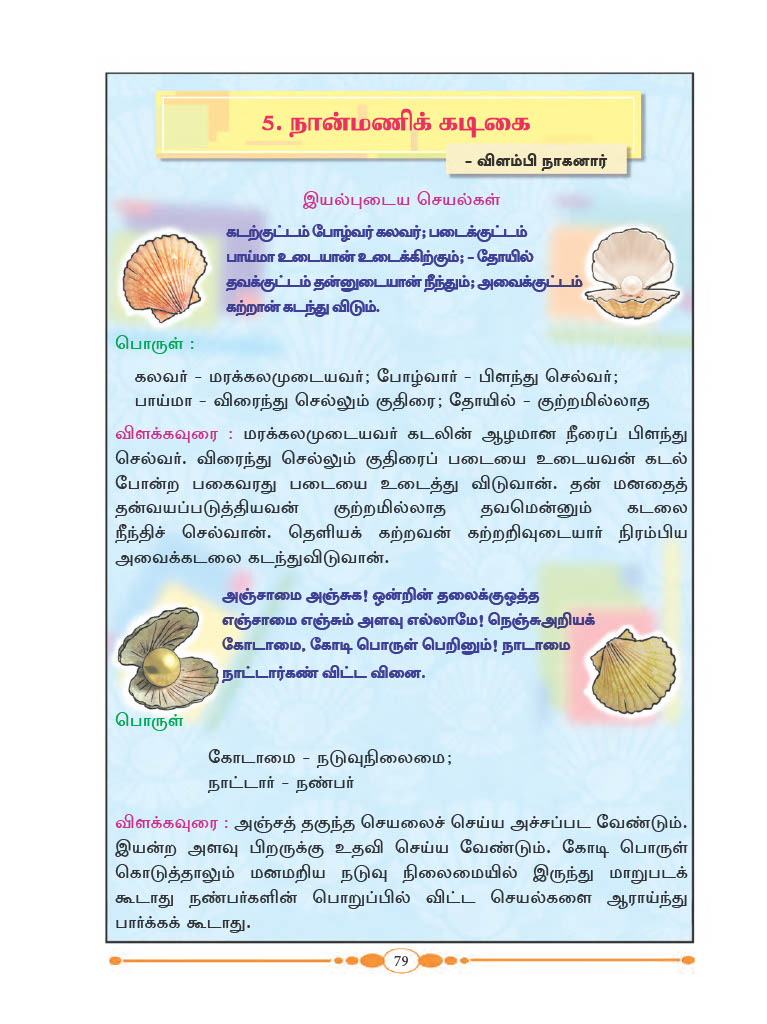 5. நான்மணிக் கடிகை
- விளம்பி நாகனார்
இயல்புடைய செயல்கள்
கடற்குட்டம் போழ்வர் கலவர்; படைக்குட்டம்
பாய்மா உடையான் உடைக்கிற்கும்; - தோயில்
தவக்குட்டம் தன்னுடையான் நீந்தும்; அவைக்குட்டம்
கற்றான் கடந்து விடும்.
பொருள் :
கலவர் – மரக்கலமுடையவர்; போழ்வார் – பிளந்து செல்வர்;
பாய்மா – விரைந்து செல்லும் குதிரை; தோயில் – குற்றமில்லாத
விளக்கவுரை : மரக்கலமுடையவர் கடலின் ஆழமான நீரைப் பிளந்து
செல்வர். விரைந்து செல்லும் குதிரைப் படையை உடையவன் கடல்
போன்ற பகைவரது படையை உடைத்து விடுவான். தன் மனதைத்
தன்வயப்படுத்தியவன் குற்றமில்லாத தவமென்னும் கடலை
நீந்திச் செல்வான். தெளியக் கற்றவன் கற்றறிவுடையார் நிரம்பிய
அவைக்கடலை கடந்துவிடுவான்.
அஞ்சாமை அஞ்சுக! ஒன்றின் தலைக்குஒத்த
எஞ்சாமை எஞ்சும் அளவு எல்லாமே! நெஞ்சுஅறியக்
கோடாமை, கோடி பொருள் பெறினும்! நாடாமை
நாட்டார்கண் விட்ட வினை.
பொருள்
கோடாமை – நடுவுநிலைமை;
நாட்டார் – நண்பர்
விளக்கவுரை : அஞ்சத் தகுந்த செயலைச் செய்ய அச்சப்பட வேண்டும்.
இயன்ற அளவு பிறருக்கு உதவி செய்ய வேண்டும். கோடி பொருள்
கொடுத்தாலும் மனமறிய நடுவு நிலைமையில் இருந்து மாறுபடக்
கூடாது நண்பர்களின் பொறுப்பில் விட்ட செயல்களை ஆராய்ந்து
பார்க்கக் கூடாது.
79